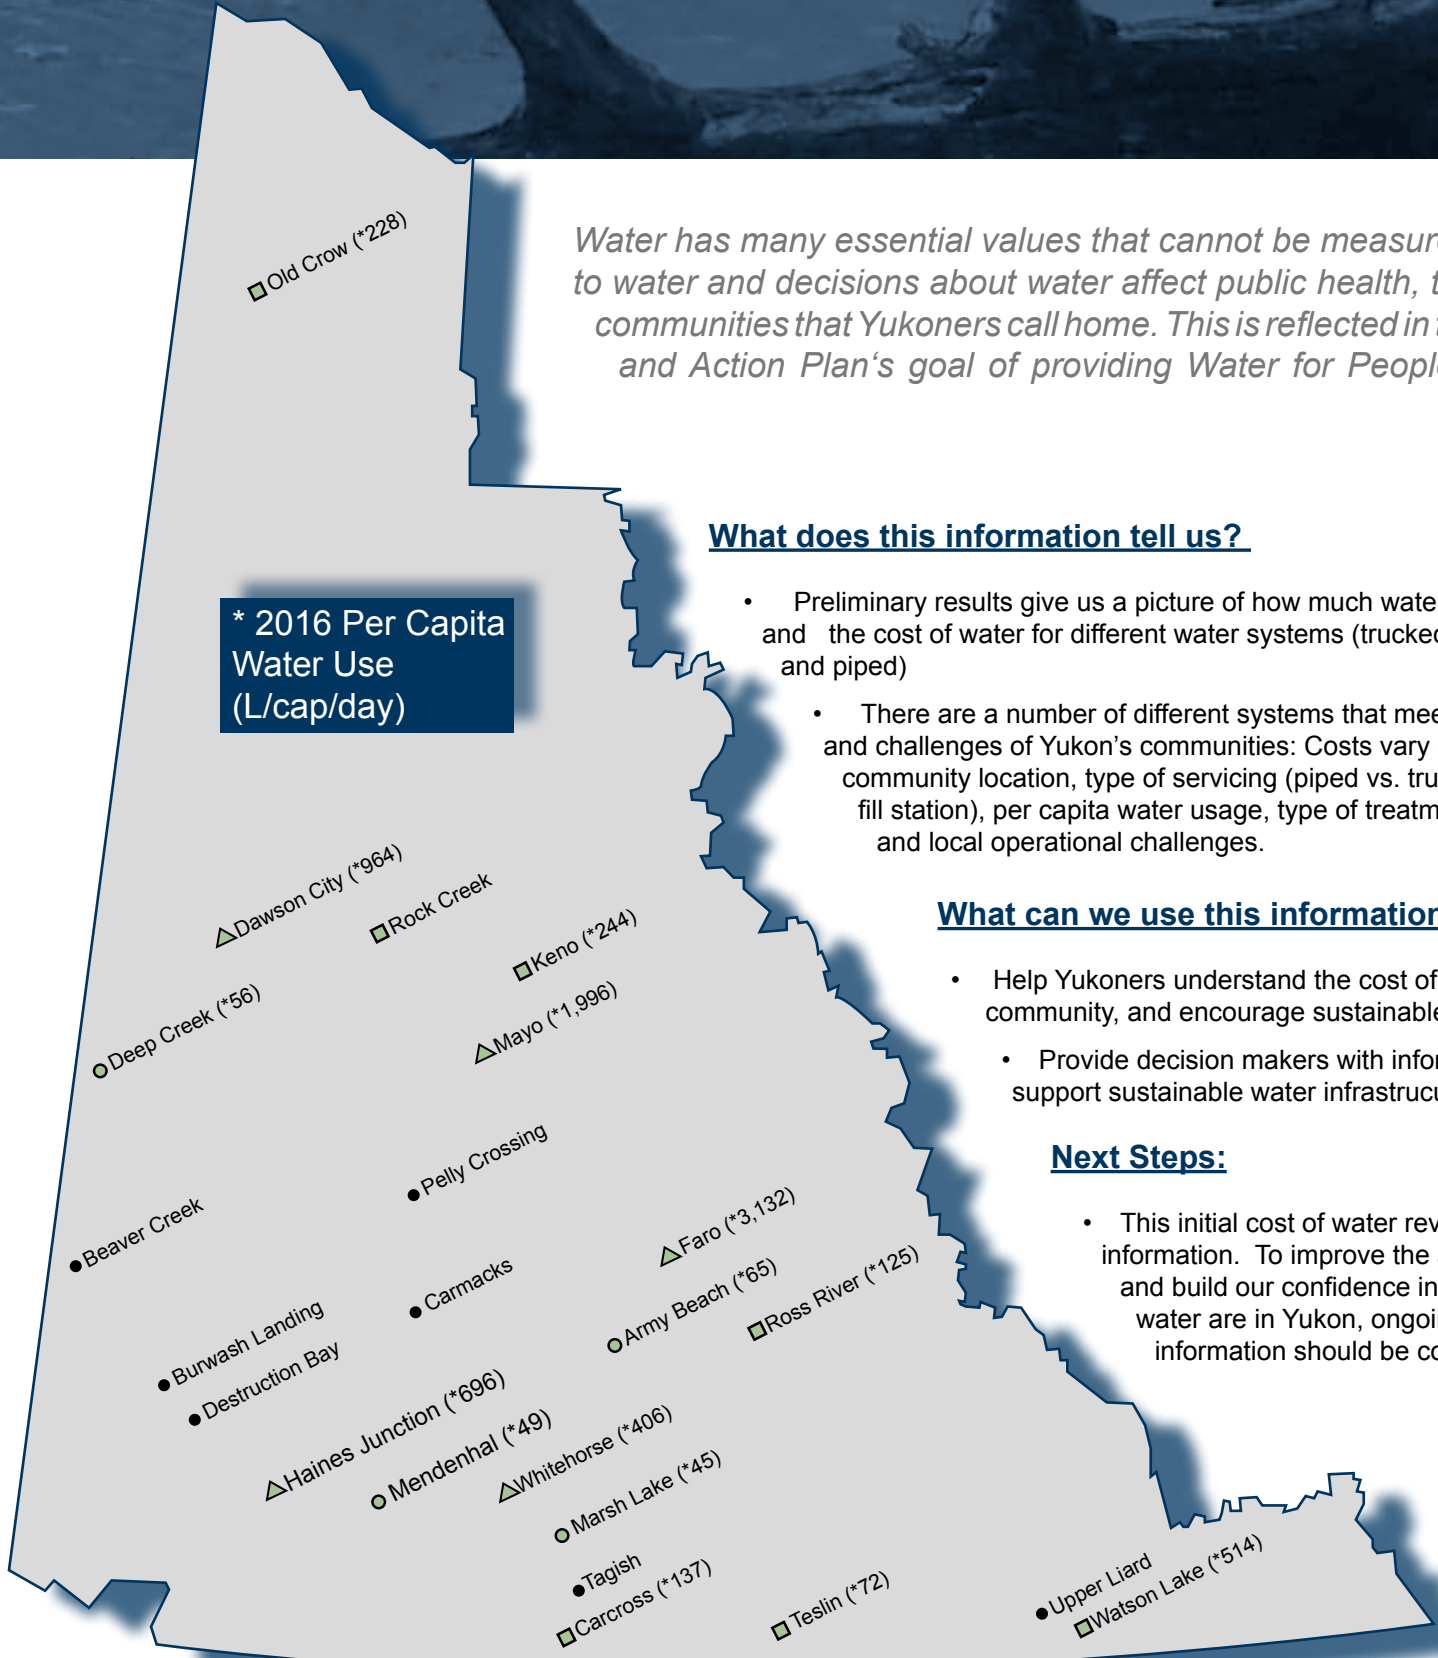 Old Crow (*228)
Water has many essential values that cannot be measure
to water and decisions about water affect public health, t
communities that Yukoners call home. This is reflected in t
and Action Plan‘s goal of providing Water for People
What does this information tell us?
• Preliminary results give us a picture of how much wate
and the cost of water for different water systems (trucked
and piped)
* 2016 Per Capita
Water Use
(L/cap/day)
• There are a number of different systems that mee
and challenges of Yukon’s communities: Costs vary
community location, type of servicing (piped vs. tru
fill station), per capita water usage, type of treatm
and local operational challenges.
What can we use this information
• Help Yukoners understand the cost of
community, and encourage sustainable
• Provide decision makers with infor
support sustainable water infrastrucu
Next Steps:
• This initial cost of water rev
information. To improve the a
and build our confidence in
water are in Yukon, ongoi
information should be co
Dawson City (*964)
Rock Creek
Keno (*244)
Deep Creek (*56)
Mayo (*1,996)
Pelly Crossing
Beaver Creek
Faro (*3,132)
Carmacks
Army Beach (*65)
Ross River (*125)
Burwash Landing
Destruction Bay
Haines Junction (*696)
Mendenhal (*49)
Whitehorse (*406)
Marsh Lake (*45)
Tagish
Carcross (*137)
Teslin (*72)
Upper Liard
Watson Lake (*514)